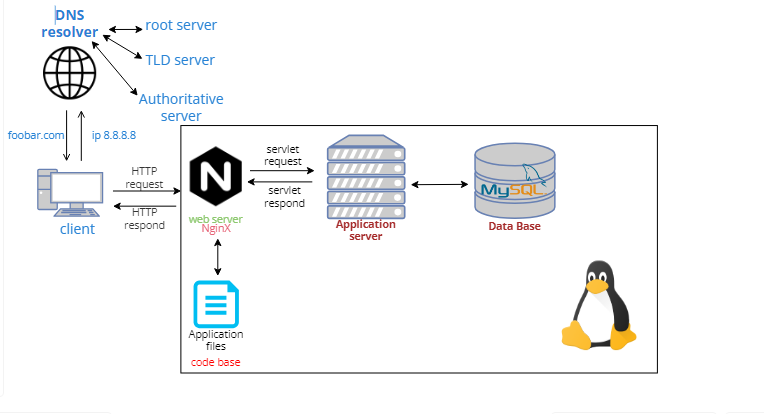 DNS
resolver
root server
TLD server
Authoritative
server
foobar.com
ip 8.8.8.8
client
HTTP
request
HTTP
respond
N
web server
NginX
servlet
request
servlet
respond
Application
server
MySQL
Data Base
Application
files
code base